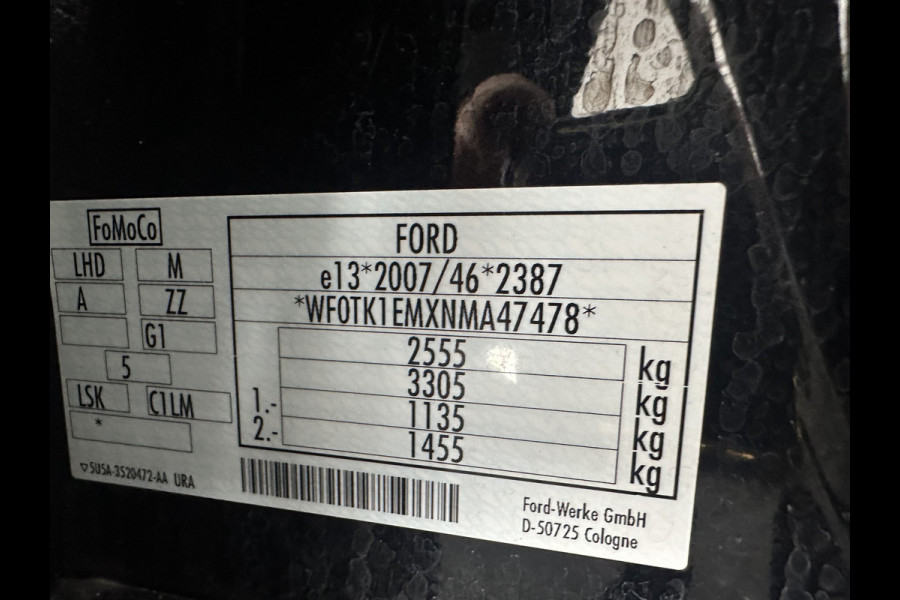 FoMoCo
LHD M
A ZZ
G1
5
LSK C1LM
*
▽5U5A-3520472-AA URA
FORD
e13*2007/46*2387
*WF0TK1EMXNMA47478*
2555 kg
3305 kg
1.- 1135 kg
2.- 1455 kg
Ford-Werke GmbH
D-50725 Cologne